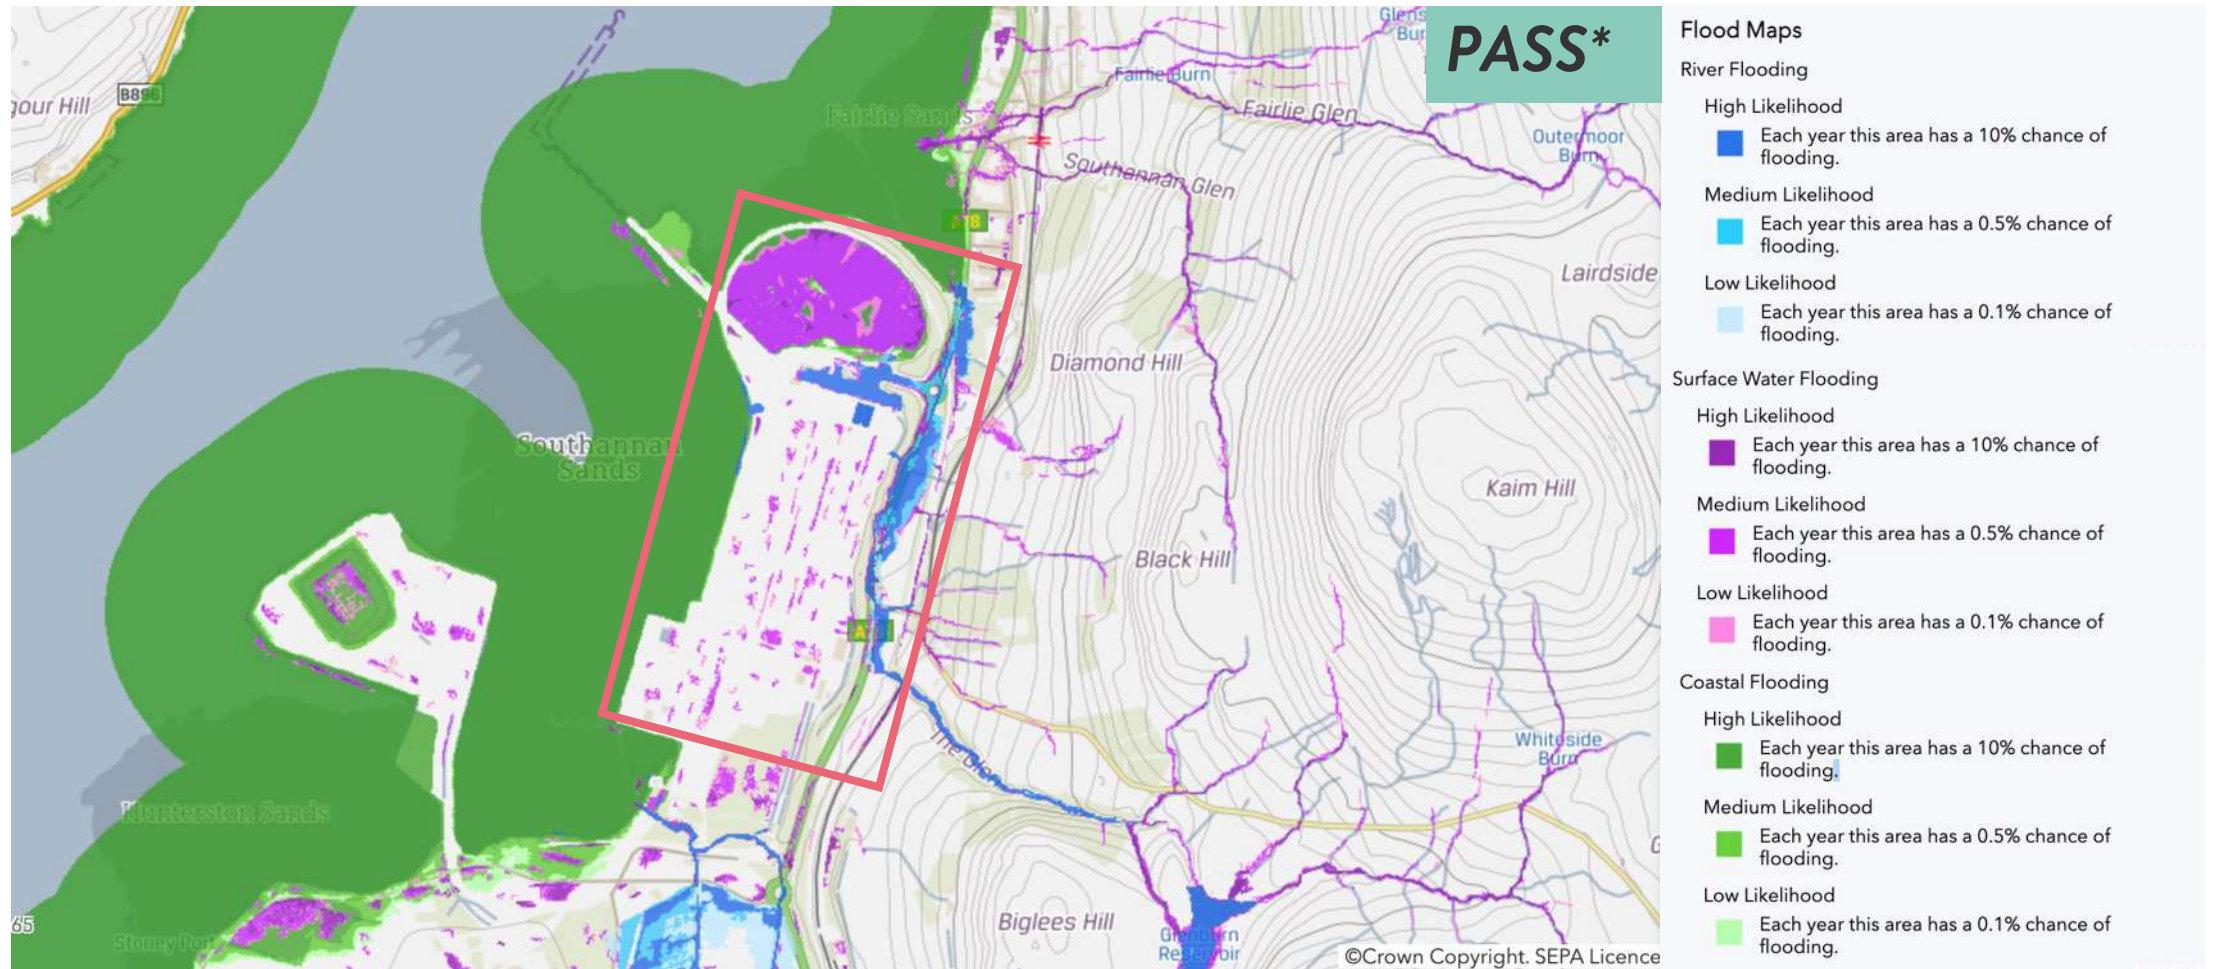 Glens
Bur
PASS*
B896
gour Hill
Fairlie Burn
Fairlie Sands
Fairlie Glen
Outermoor
Burn
Southannan Glen
A78
Lairdside
Diamond Hill
Southannan
Sands
Kaim Hill
Black Hill
A
The Glen
Whiteside
Burn
Hunterston Sands
G
65
Stoney Port
Biglees Hill
Glenburn
Reservoir
©Crown Copyright. SEPA Licence
Flood Maps
River Flooding
High Likelihood
Each year this area has a 10% chance of
flooding.
Medium Likelihood
Each year this area has a 0.5% chance of
flooding.
Low Likelihood
Each year this area has a 0.1% chance of
flooding.
Surface Water Flooding
High Likelihood
Each year this area has a 10% chance of
flooding.
Medium Likelihood
Each year this area has a 0.5% chance of
flooding.
Low Likelihood
Each year this area has a 0.1% chance of
flooding.
Coastal Flooding
High Likelihood
Each year this area has a 10% chance of
flooding.
Medium Likelihood
Each year this area has a 0.5% chance of
flooding.
Low Likelihood
Each year this area has a 0.1% chance of
flooding.